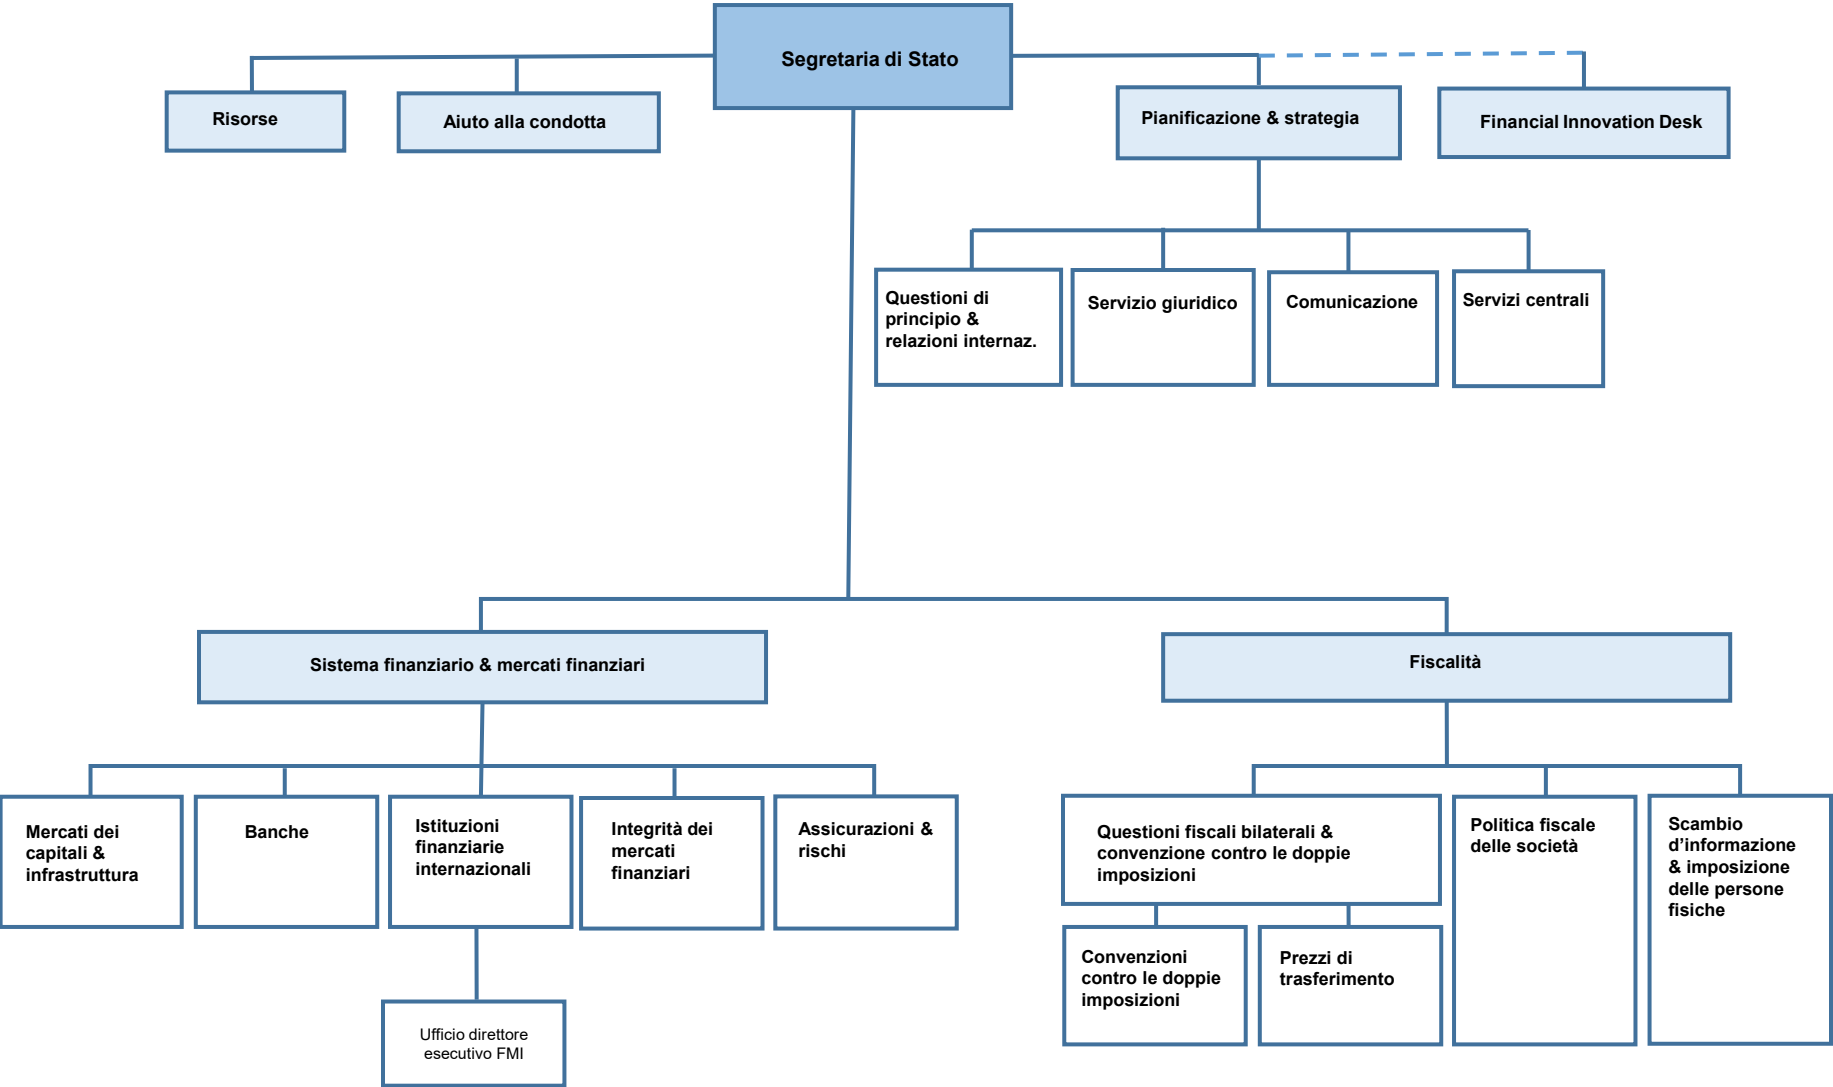 Segretaria di Stato
Risorse
Aiuto alla condotta
Pianificazione & strategia
Financial Innovation Desk
Questioni di
principio &
relazioni internaz.
Servizio giuridico
Comunicazione
Servizi centrali
Sistema finanziario & mercati finanziari
Fiscalità
Mercati dei
capitali &
infrastruttura
Banche
Istituzioni
finanziarie
internazionali
Integrità dei
mercati
finanziari
Assicurazioni &
rischi
Questioni fiscali bilaterali &
convenzione contro le doppie
imposizioni
Politica fiscale
delle società
Scambio
d’informazione
& imposizione
delle persone
fisiche
Convenzioni
contro le doppie
imposizioni
Prezzi di
trasferimento
Ufficio direttore
esecutivo FMI